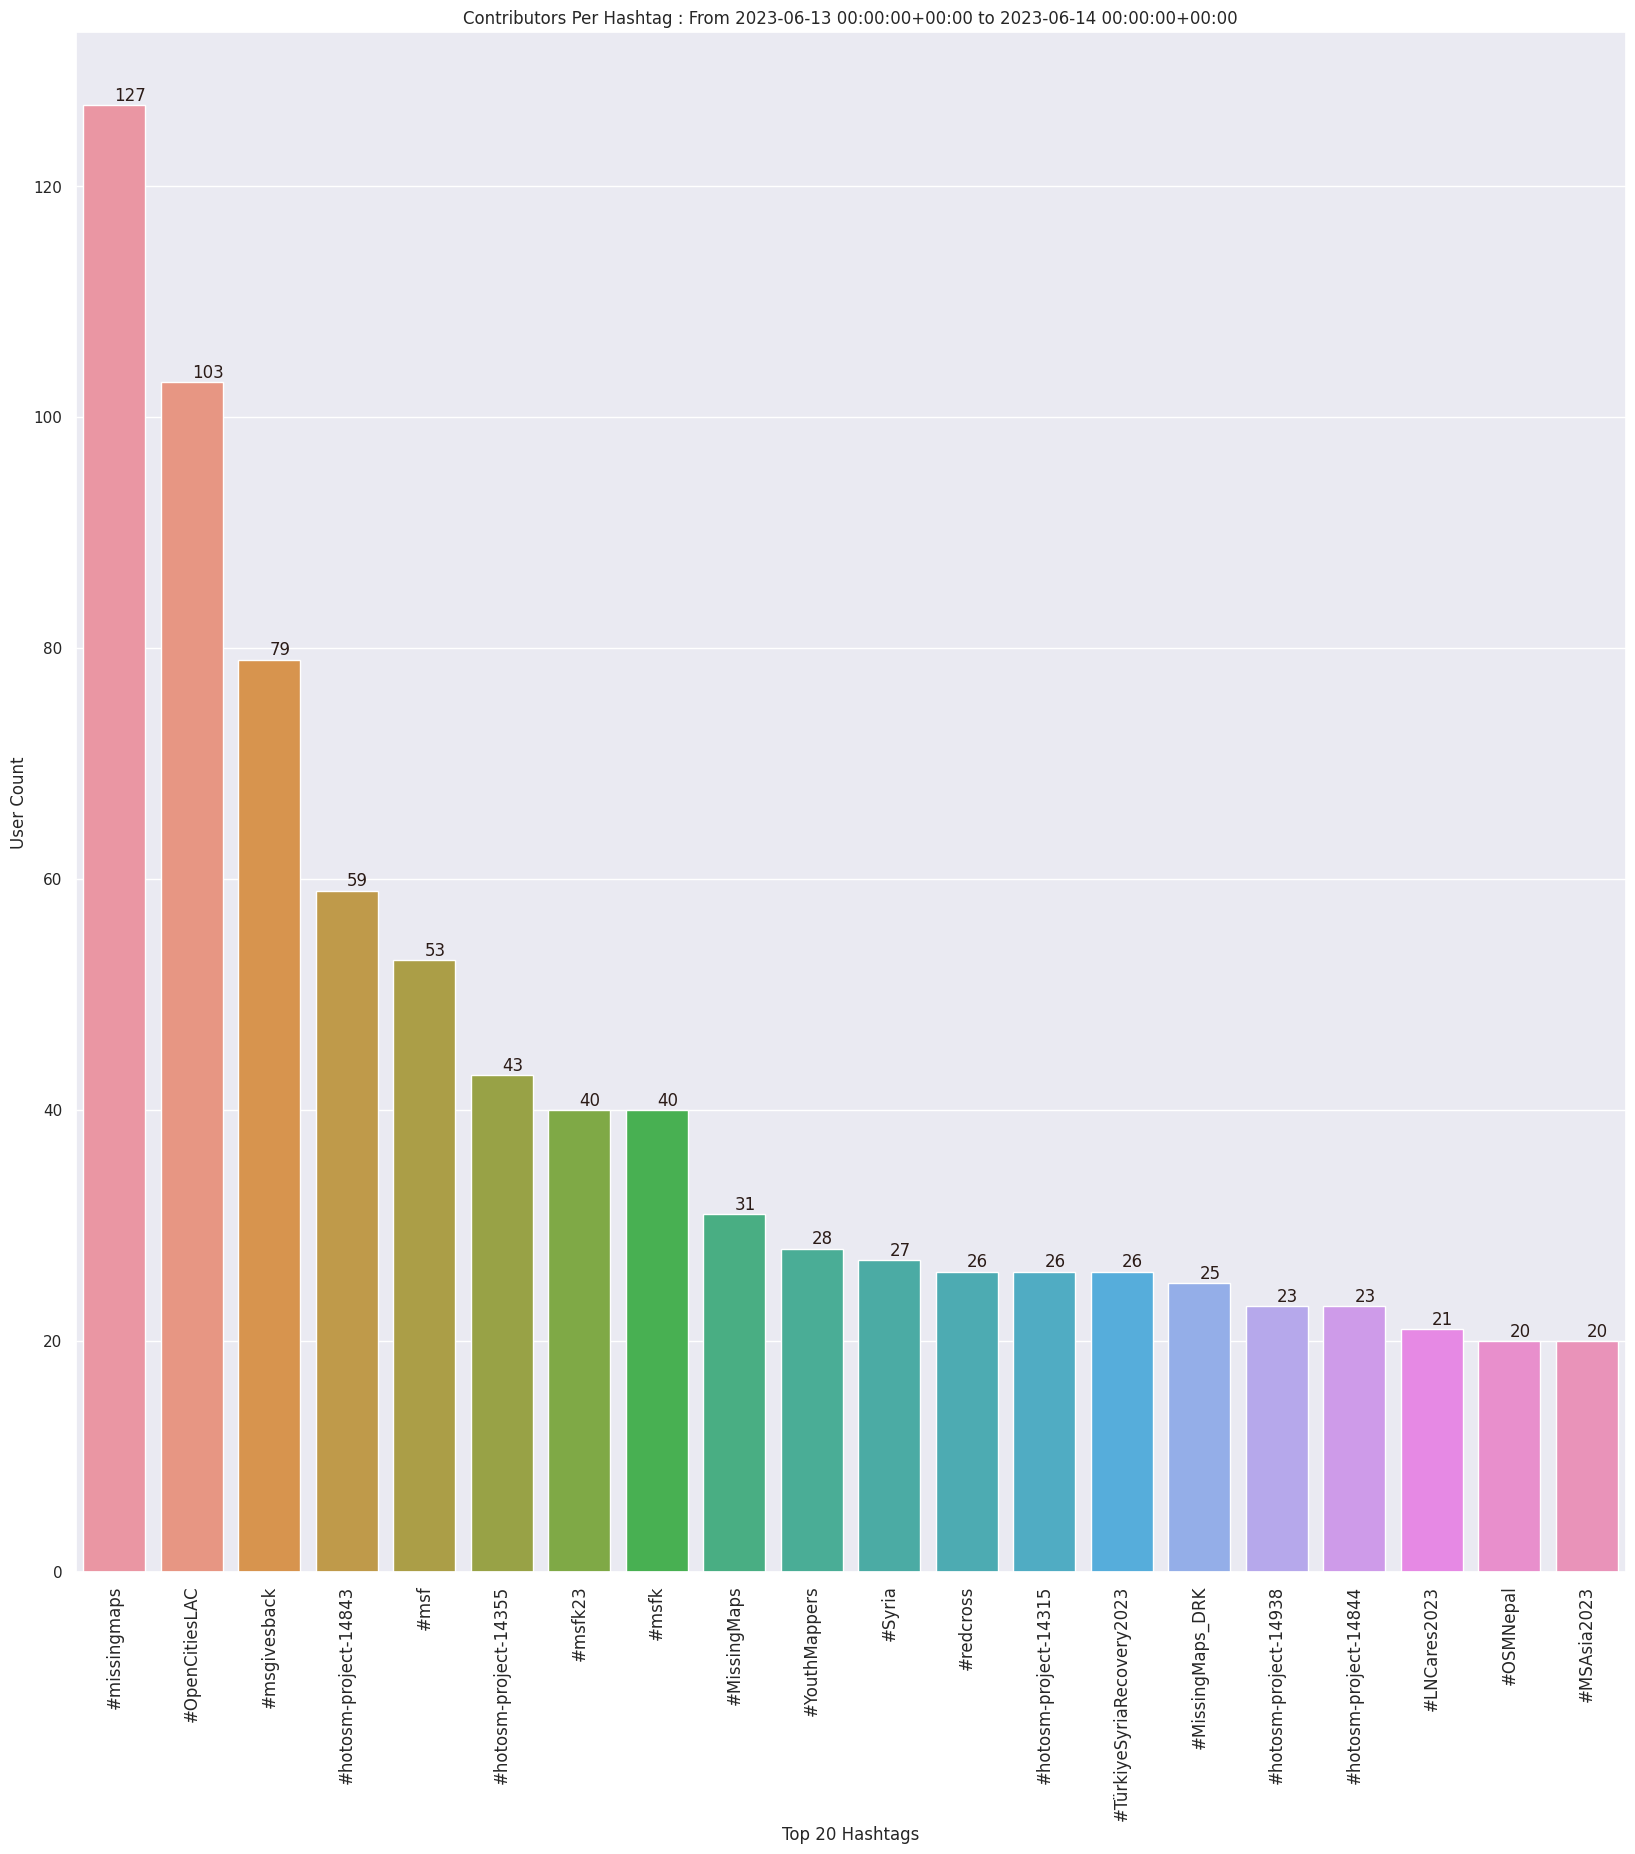 Contributors Per Hashtag : From 2023-06-13 00:00:00+00:00 to 2023-06-14 00:00:00+00:00
127
120
103
100
79
80
User Count
59
60
53
43
40
40
40
31
28
27
26
26
26
25
23
23
21
20
20
20
0
#missingmaps
#OpenCitiesLAC
#msgivesback
#hotosm-project-14843
#msf
#hotosm-project-14355
#msfk23
#msfk
#MissingMaps
#YouthMappers
#Syria
#redcross
#hotosm-project-14315
#TürkiyeSyriaRecovery2023
#MissingMaps_DRK
#hotosm-project-14938
#hotosm-project-14844
#LNCares2023
#OSMNepal
#MSAsia2023
Top 20 Hashtags